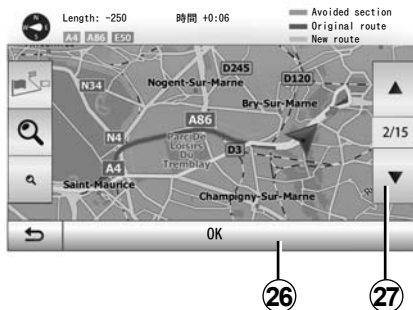 Length: -250 時間 +0:06
Avoided section
Original route
New route
A4 A86 E50
D245
D120
N34
Nogent-Sur-Marne
Bry-Sur-Marne
A86
2/15
N4
Parc De
Loisirs
Du
Tremblay
D3
A4
Saint-Maurice
Champigny-Sur-Marne
OK
26 27